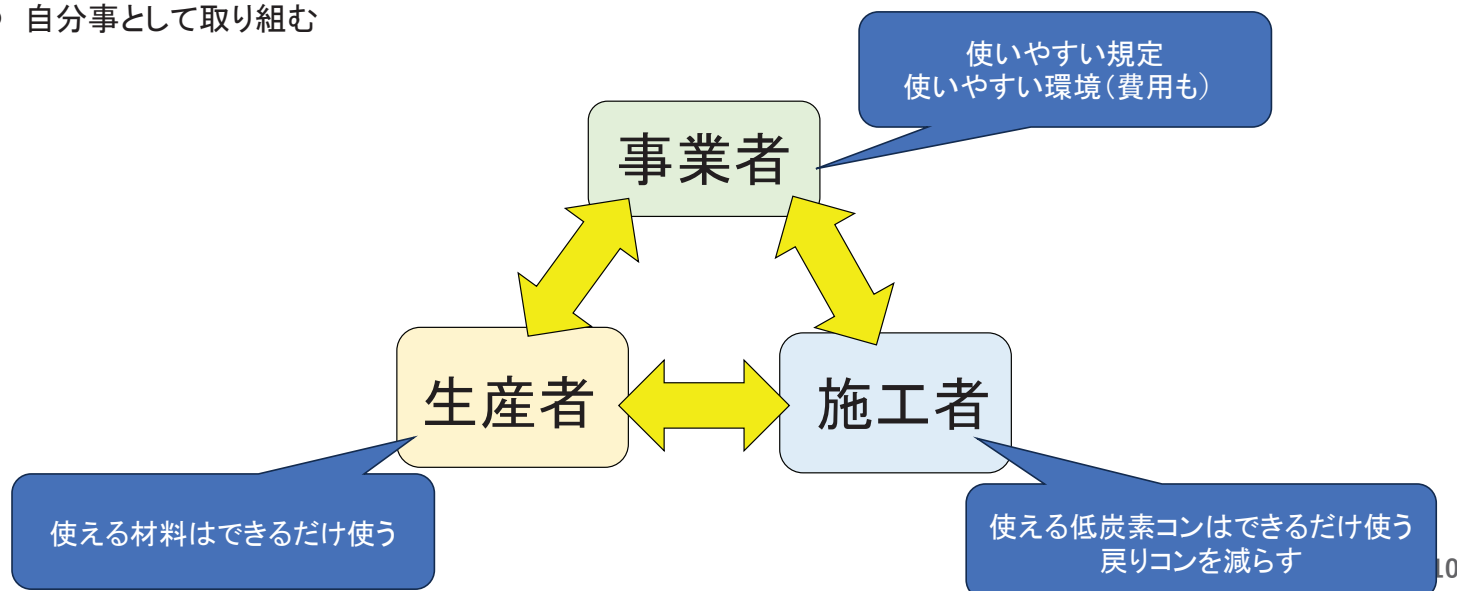 自分事として取り組む
使いやすい規定
使いやすい環境(費用も)
事業者
生産者
施工者
使える材料はできるだけ使う
使える低炭素コンはできるだけ使う
戻りコンを減らす
10